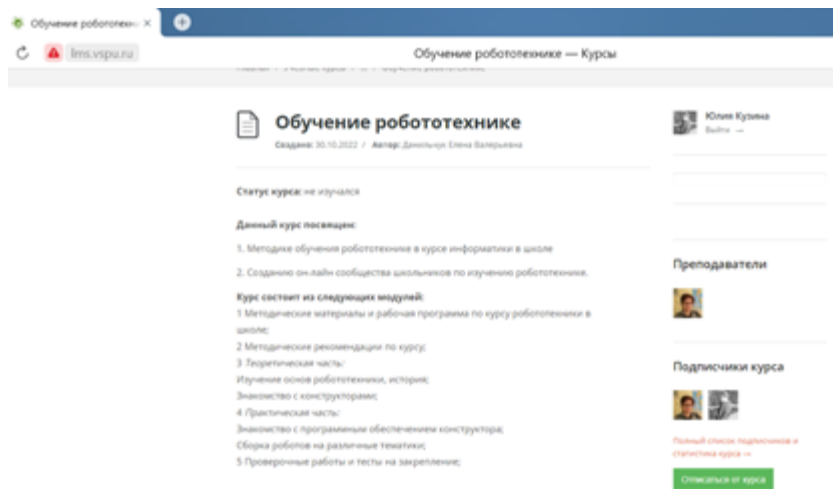 Обучение робототехн
lms.vspu.ru
Обучение робототехнике — Курсы
Обучение робототехнике
Создано: 30.10.2022 / Автор: Данильчук Елена Валерьевна
Статус курса: не изучался
Данный курс посвящен:
1. Методике обучения робототехнике в курсе информатики в школе
2. Созданию он-лайн сообщества школьников по изучению робототехнике.
Курс состоит из следующих модулей:
1 Методические материалы и рабочая программа по курсу робототехники в
школе;
2 Методические рекомендации по курсу;
3 Теоретическая часть:
Изучение основ робототехники, история;
Знакомство с конструкторами;
4 Практическая часть:
Знакомство с программным обеспечением конструктора;
Сборка роботов на различные тематики;
5 Проверочные работы и тесты на закрепление;
Юлия Кузина
Выйти →
Преподаватели
Подписчики курса
Полный список подписчиков и
статистика курса →
Отписаться от курса